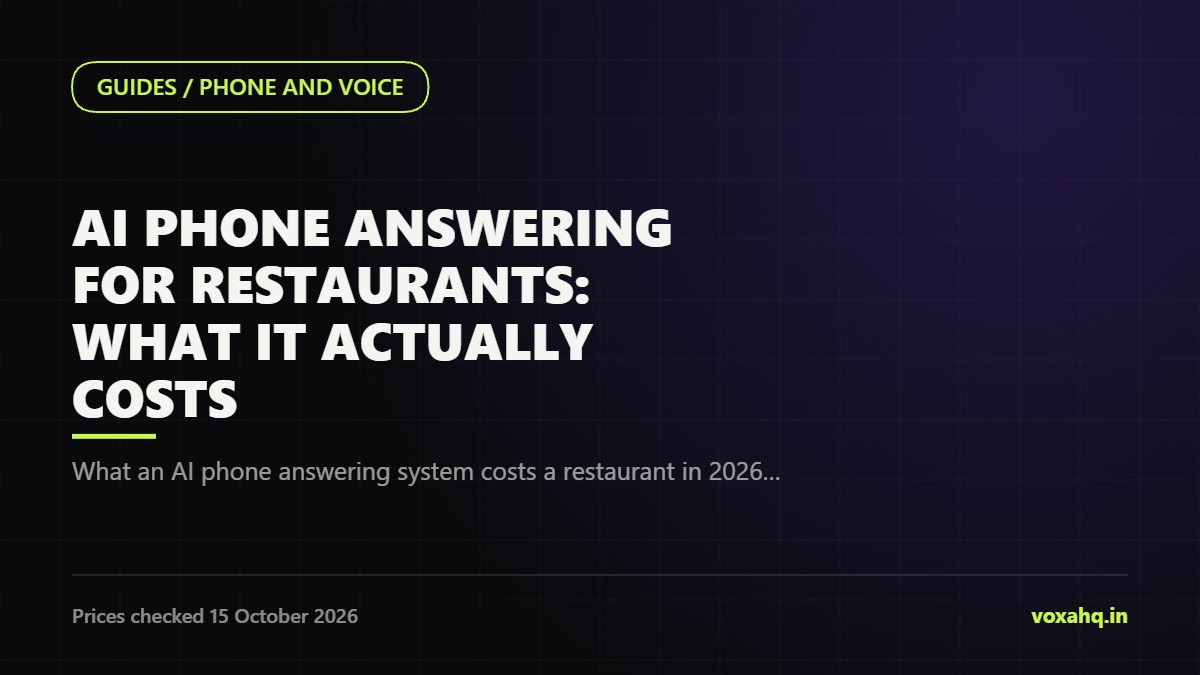 GUIDES / PHONE AND VOICE
AI PHONE ANSWERING
FOR RESTAURANTS:
WHAT IT ACTUALLY
COSTS
What an AI phone answering system costs a restaurant in 2026...
Prices checked 15 October 2026
voxahq.in